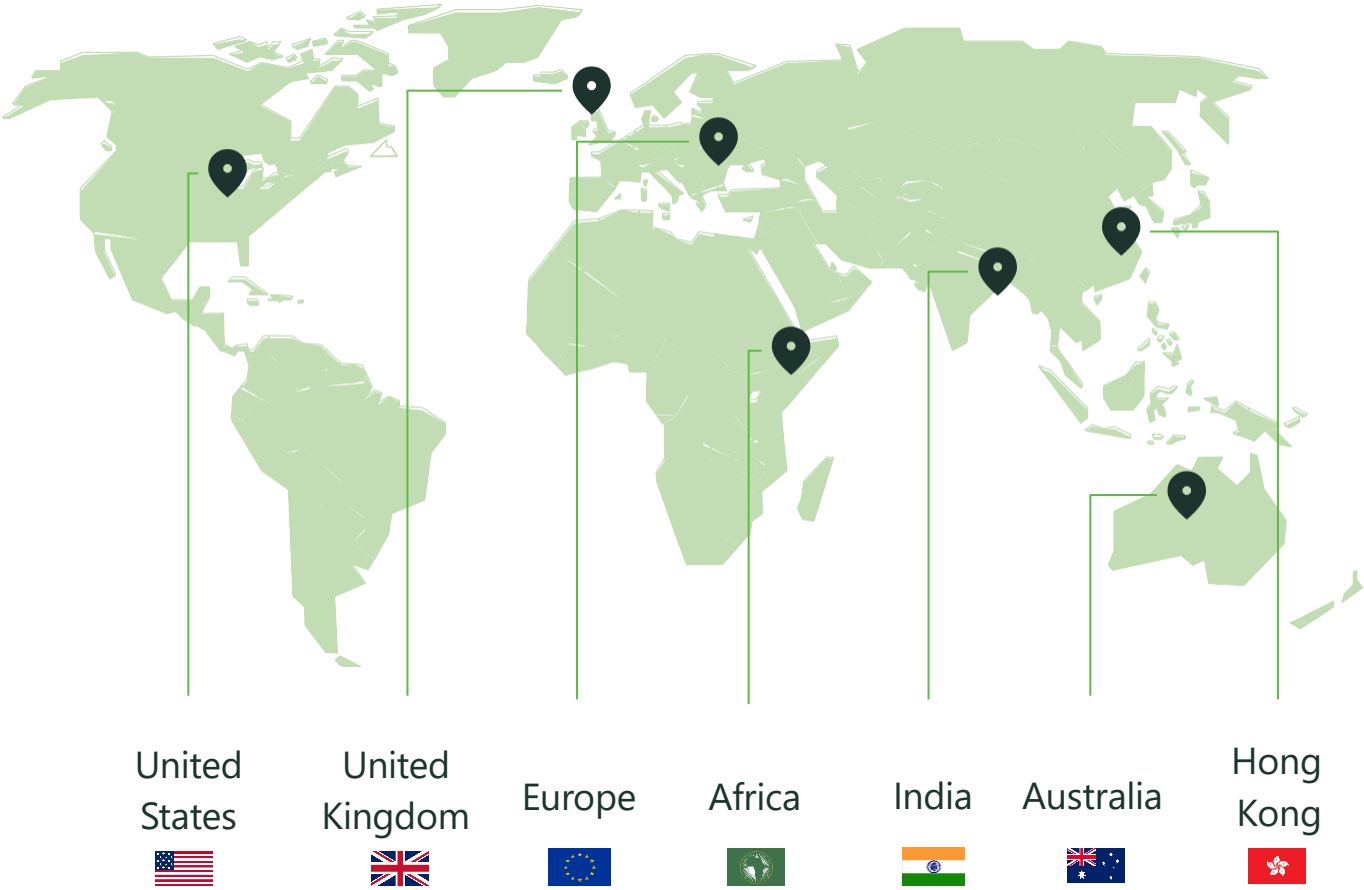 United
States
United
Kingdom
Europe
Africa
India
Australia
Hong
Kong